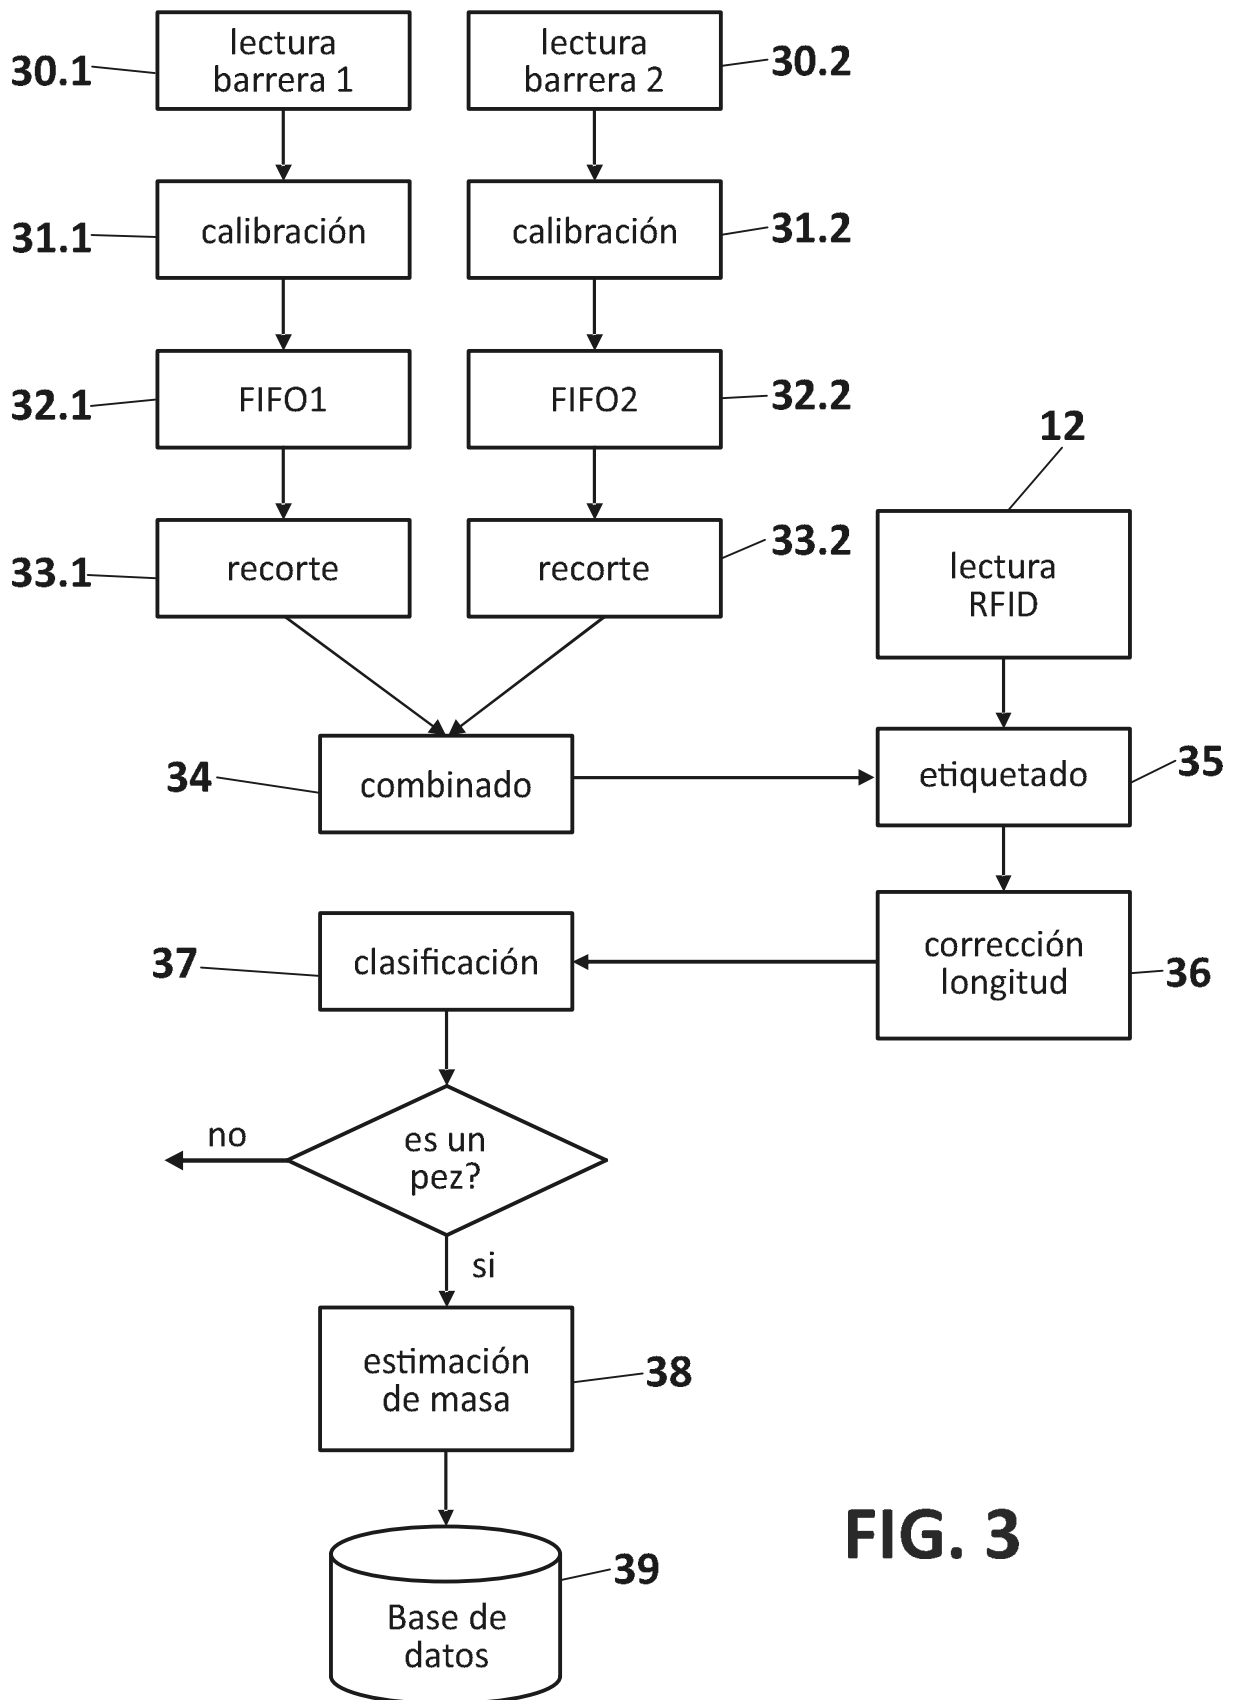 lectura
barrera 1
30.1
lectura
barrera 2
30.2
calibración
31.1
calibración
31.2
FIFO1
32.1
FIFO2
32.2
12
recorte
33.1
recorte
33.2
lectura
RFID
combinado
34
etiquetado
35
corrección
longitud
36
clasificación
37
es un
pez?
no
si
estimación
de masa
38
Base de
datos
39
FIG. 3